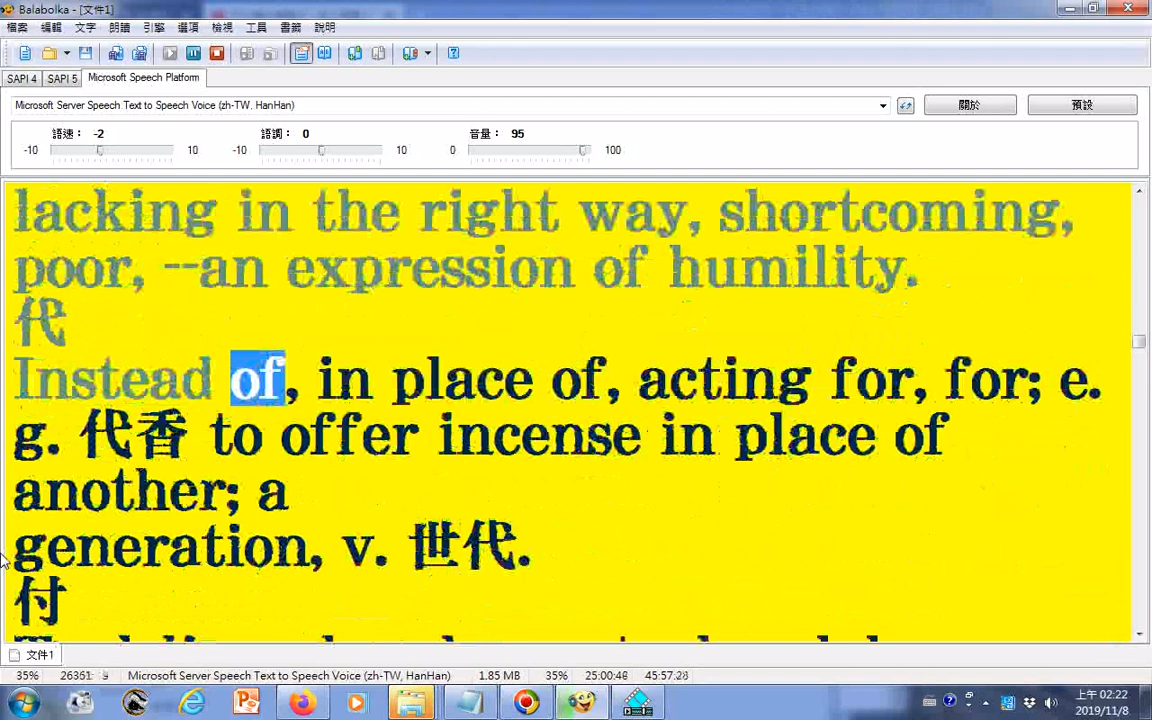 Balabolka - [文件1]
檔案 編輯 文字 朗讀 引擎 選項 檢視 工具 書籤 說明
SAPI 4 SAPI 5 Microsoft Speech Platform
Microsoft Server Speech Text to Speech Voice (zh-TW, HanHan) 關於 預設
語速： -2 語調： 0 音量： 95
-10 10 -10 10 0 100
lacking in the right way, shortcoming,
poor, --an expression of humility.
代
Instead of, in place of, acting for, for; e.
g. 代香 to offer incense in place of
another; a
generation, v. 世代.
付
文件1
35% 26361 Microsoft Server Speech Text to Speech Voice (zh-TW, HanHan) 1.85 MB 35% 25:00:48 45:57:28
上午 02:22
2019/11/8